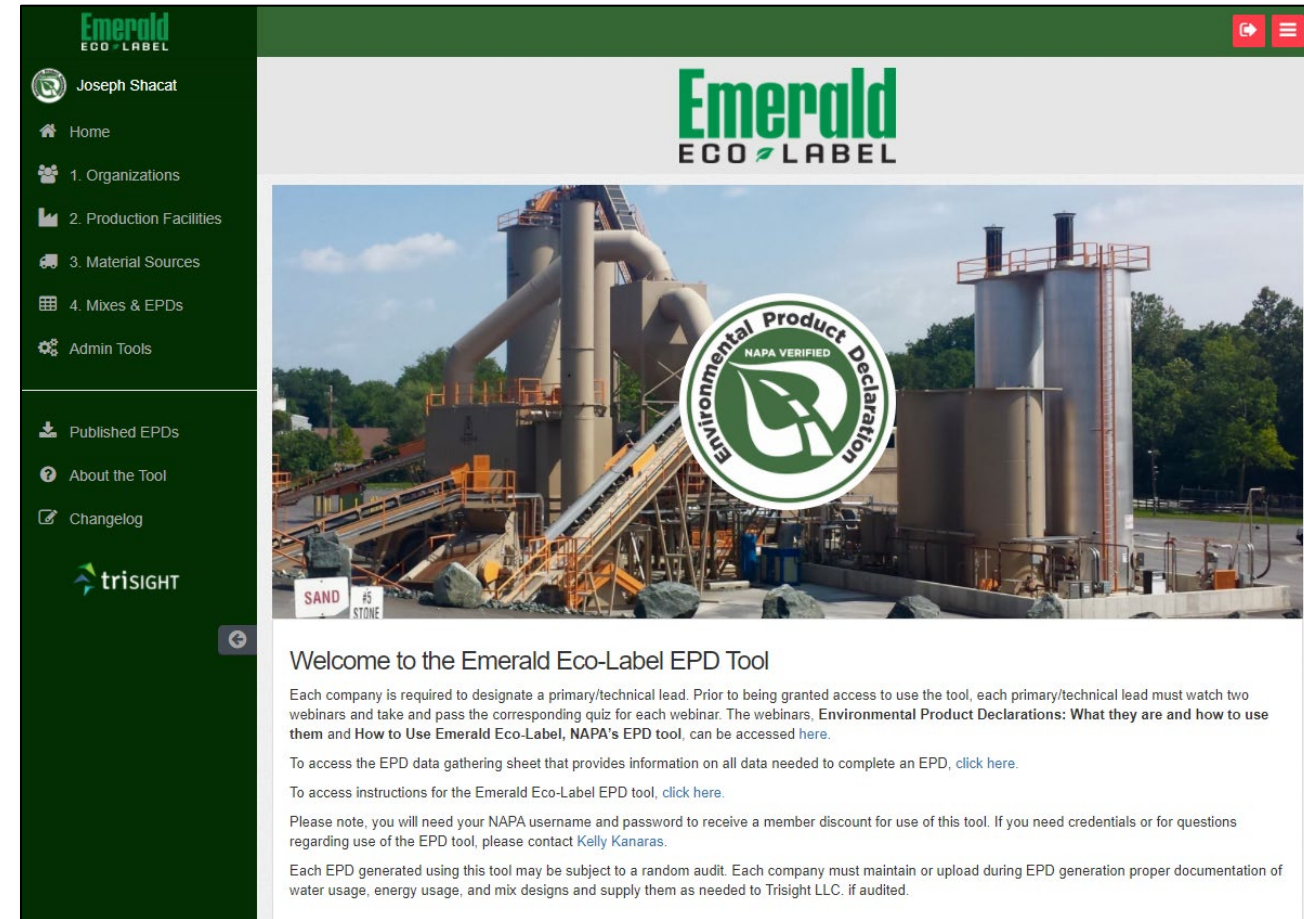 Emerald
ECO LABEL
Joseph Shacat
Home
1. Organizations
2. Production Facilities
3. Material Sources
4. Mixes & EPDs
Admin Tools
Published EPDs
About the Tool
Changelog
trisight
Emerald
ECO LABEL
Environmental Product Declaration
NAPA VERIFIED
SAND
#5
STONE
Welcome to the Emerald Eco-Label EPD Tool
Each company is required to designate a primary/technical lead. Prior to being granted access to use the tool, each primary/technical lead must watch two
webinars and take and pass the corresponding quiz for each webinar. The webinars, Environmental Product Declarations: What they are and how to use
them and How to Use Emerald Eco-Label, NAPA's EPD tool, can be accessed here.
To access the EPD data gathering sheet that provides information on all data needed to complete an EPD, click here.
To access instructions for the Emerald Eco-Label EPD tool, click here.
Please note, you will need your NAPA username and password to receive a member discount for use of this tool. If you need credentials or for questions
regarding use of the EPD tool, please contact Kelly Kanaras.
Each EPD generated using this tool may be subject to a random audit. Each company must maintain or upload during EPD generation proper documentation of
water usage, energy usage, and mix designs and supply them as needed to Trisight LLC. if audited.